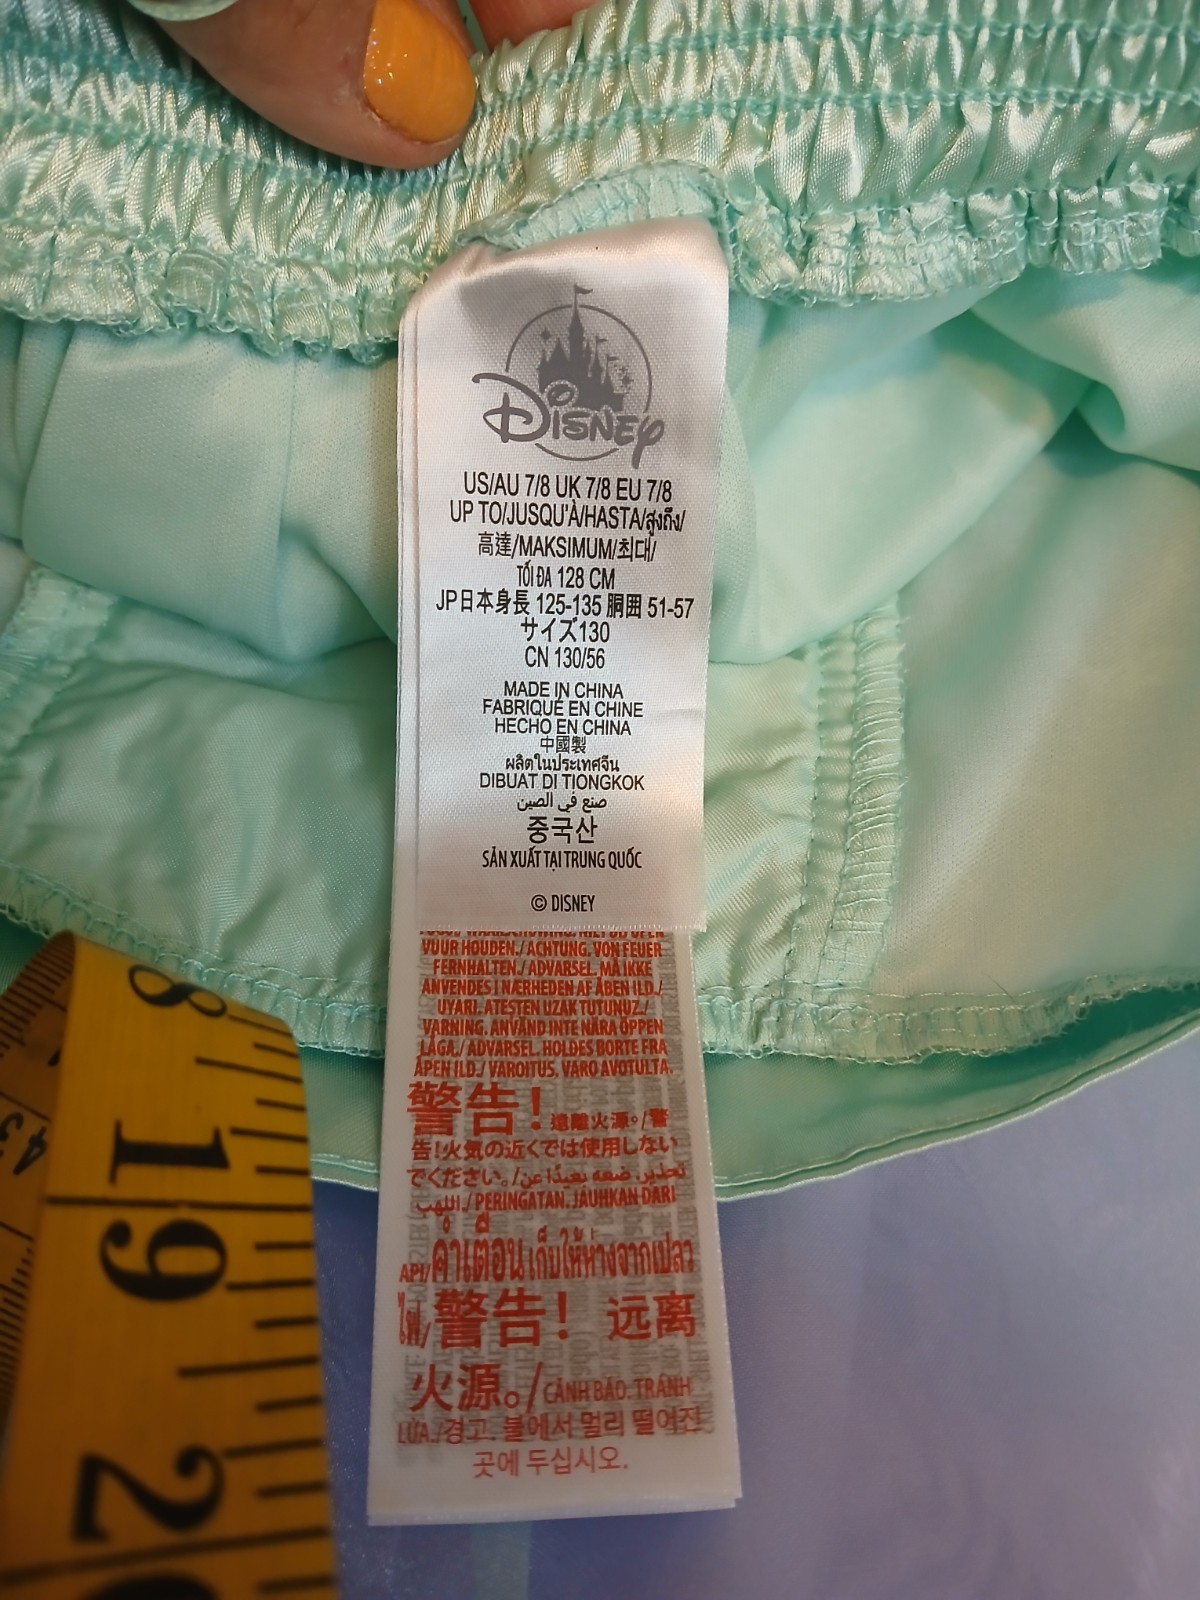 Disney
US/AU 7/8 UK 7/8 EU 7/8
UP TO/JUSQU'À/HASTA/สูงถึง/
高達/MAKSIMUM/최대/
TỐI ĐA 128 CM
JP日本身長 125-135 胴囲 51-57
サイズ130
CN 130/56
MADE IN CHINA
FABRIQUÉ EN CHINE
HECHO EN CHINA
中國製
ผลิตในประเทศจีน
DIBUAT DI TIONGKOK
صنع في الصين
중국산
SẢN XUẤT TẠI TRUNG QUỐC
© DISNEY
VUUR HOUDEN./ ACHTUNG. VON FEUER
FERNHALTEN./ ADVARSEL. MÅ IKKE
ANVENDES I NÆRHEDEN AF ÅBEN ILD./
UYARI. ATEŞTEN UZAK TUTUNUZ./
VARNING. ANVÄND INTE NÄRA ÖPPEN
LÅGA./ ADVARSEL. HOLDES BORTE FRA
ÅPEN ILD./ VAROITUS. VARO AVOTULTA.
警告！遠離火源。/警
告！火気の近くでは使用しない
でください。/تحذير. ضعه بعيدًا عن
اللهب./ PERINGATAN. JAUHKAN DARI
API/คำเตือน เก็บให้ห่างจากเปลว
ไฟ/警告！ 远离
火源。/CẢNH BÁO. TRÁNH
LỬA./경고. 불에서 멀리 떨어진
곳에 두십시오.
8
19
20
43